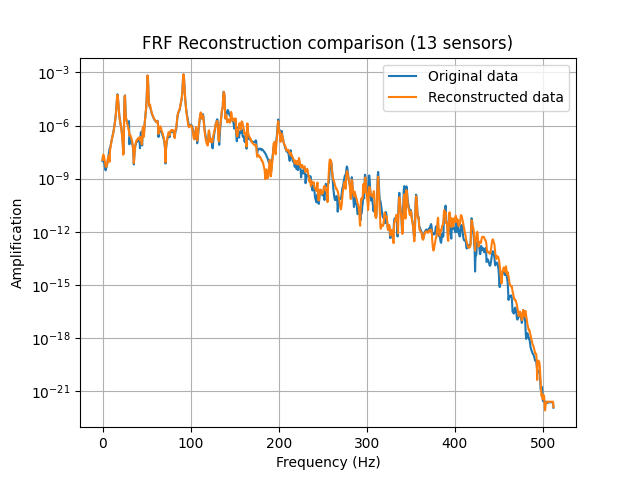 FRF Reconstruction comparison (13 sensors)
Original data
Reconstructed data
Amplification
10⁻³
10⁻⁶
10⁻⁹
10⁻¹²
10⁻¹⁵
10⁻¹⁸
10⁻²¹
0 100 200 300 400 500
Frequency (Hz)